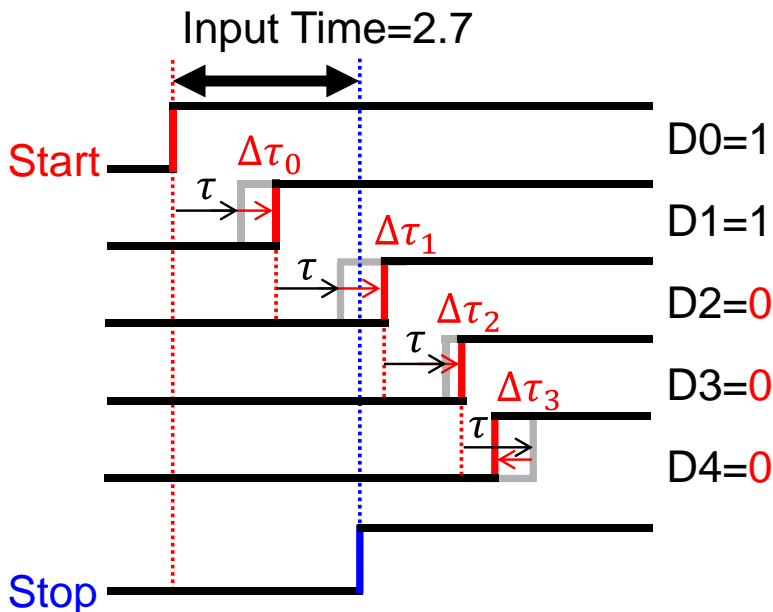 Input Time=2.7
D0=1
Start
Δτ₀
τ
D1=1
Δτ₁
τ
D2=0
Δτ₂
τ
D3=0
Δτ₃
τ
D4=0
Stop